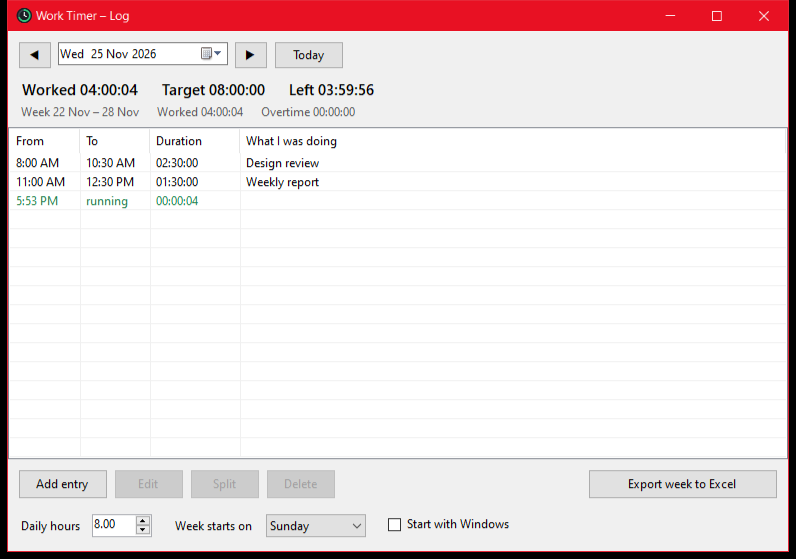 Work Timer – Log
Wed 25 Nov 2026 Today
Worked 04:00:04 Target 08:00:00 Left 03:59:56
Week 22 Nov – 28 Nov Worked 04:00:04 Overtime 00:00:00
From To Duration What I was doing
8:00 AM 10:30 AM 02:30:00 Design review
11:00 AM 12:30 PM 01:30:00 Weekly report
5:53 PM running 00:00:04
Add entry Edit Split Delete Export week to Excel
Daily hours 8.00 Week starts on Sunday Start with Windows